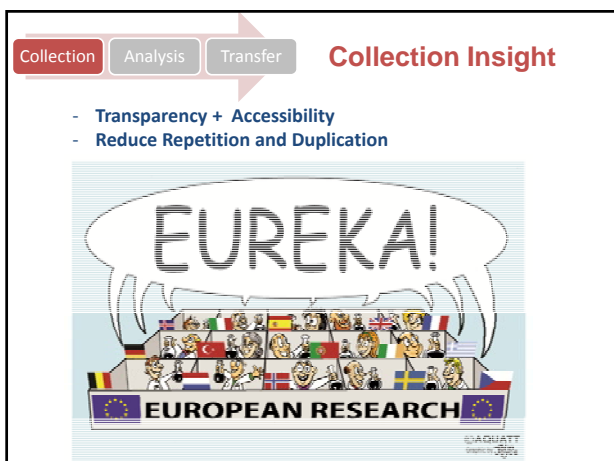 Collection Analysis Transfer Collection Insight
- Transparency + Accessibility
- Reduce Repetition and Duplication
EUREKA!
EUROPEAN RESEARCH
©AQUATT